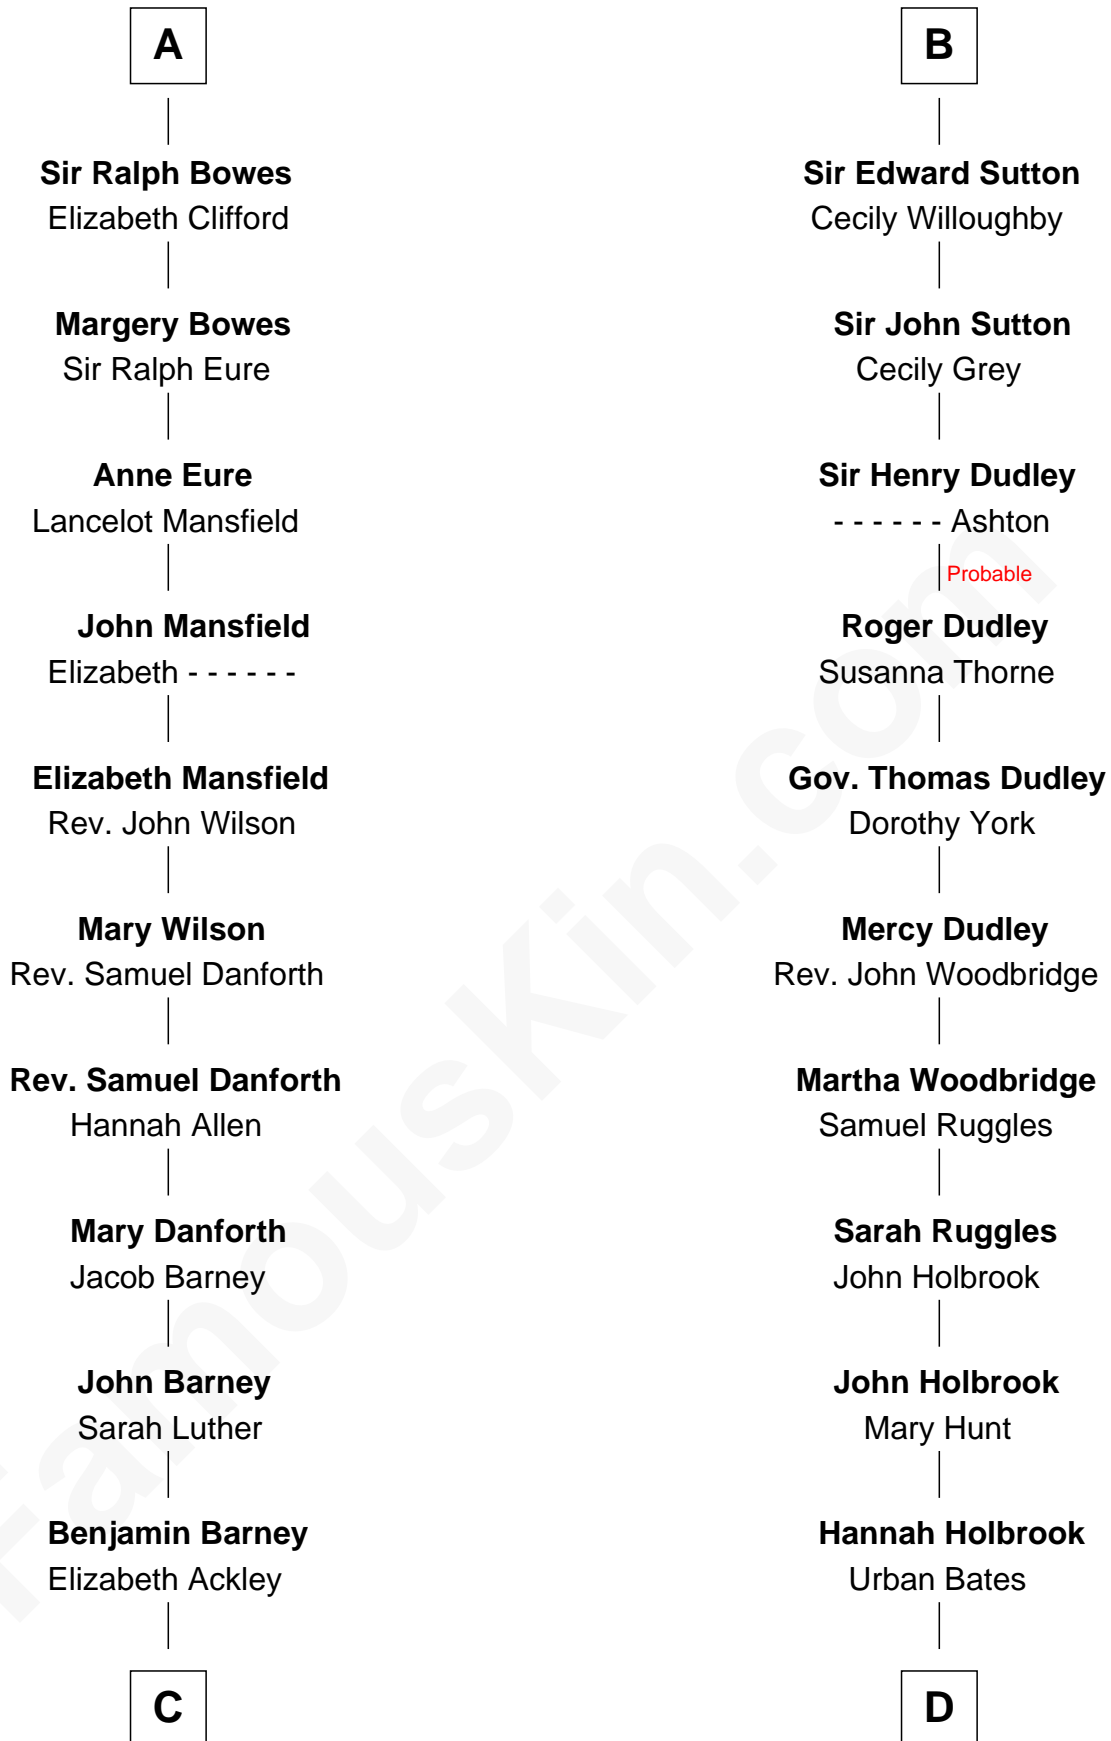 A
Sir Ralph Bowes
Elizabeth Clifford
Margery Bowes
Sir Ralph Eure
Anne Eure
Lancelot Mansfield
John Mansfield
Elizabeth - - - - - -
Elizabeth Mansfield
Rev. John Wilson
Mary Wilson
Rev. Samuel Danforth
Rev. Samuel Danforth
Hannah Allen
Mary Danforth
Jacob Barney
John Barney
Sarah Luther
Benjamin Barney
Elizabeth Ackley
C
B
Sir Edward Sutton
Cecily Willoughby
Sir John Sutton
Cecily Grey
Sir Henry Dudley
- - - - - - Ashton
Probable
Roger Dudley
Susanna Thorne
Gov. Thomas Dudley
Dorothy York
Mercy Dudley
Rev. John Woodbridge
Martha Woodbridge
Samuel Ruggles
Sarah Ruggles
John Holbrook
John Holbrook
Mary Hunt
Hannah Holbrook
Urban Bates
D
FamousKin.com